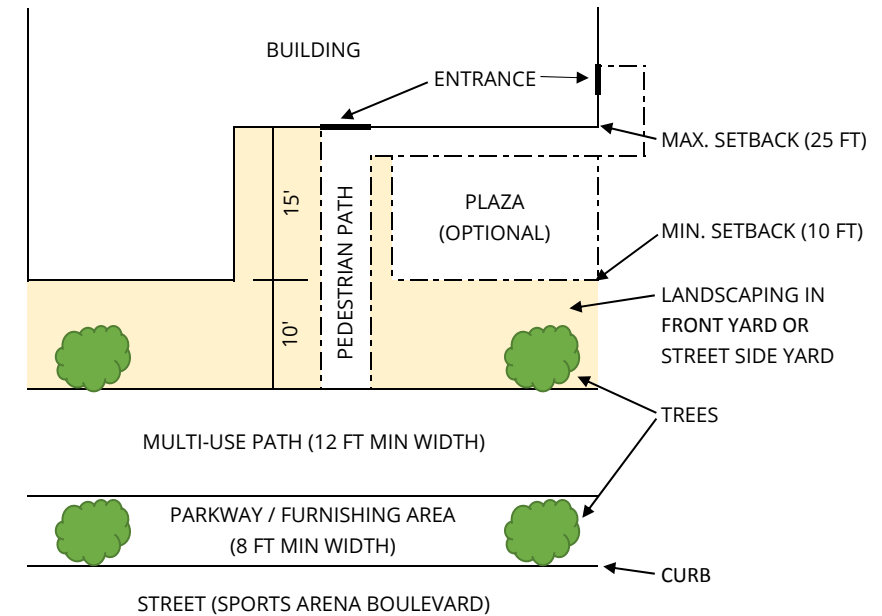 BUILDING
ENTRANCE
MAX. SETBACK (25 FT)
15'
PEDESTRIAN PATH
PLAZA
(OPTIONAL)
MIN. SETBACK (10 FT)
10'
LANDSCAPING IN
FRONT YARD OR
STREET SIDE YARD
TREES
MULTI-USE PATH (12 FT MIN WIDTH)
PARKWAY / FURNISHING AREA
(8 FT MIN WIDTH)
CURB
STREET (SPORTS ARENA BOULEVARD)